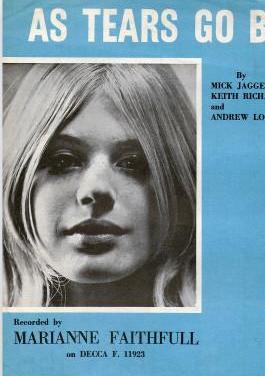 AS TEARS GO B
By
MICK JAGGE
KEITH RICH
and
ANDREW LO
Recorded by
MARIANNE FAITHFULL
on DECCA F. 11923